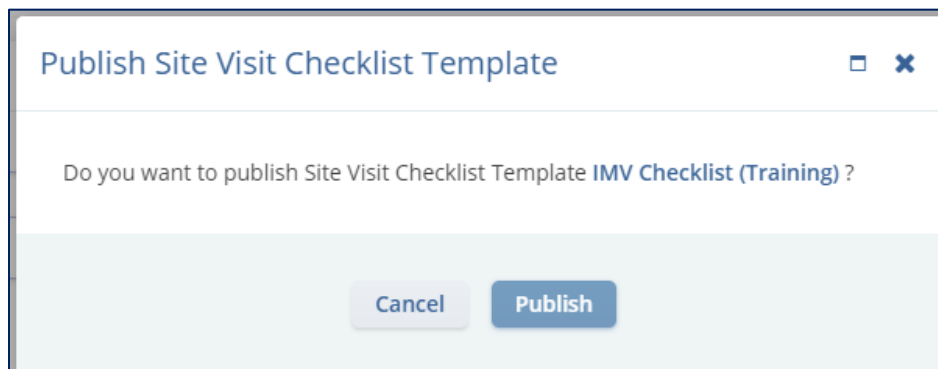 Publish Site Visit Checklist Template
Do you want to publish Site Visit Checklist Template IMV Checklist (Training) ?
Cancel Publish